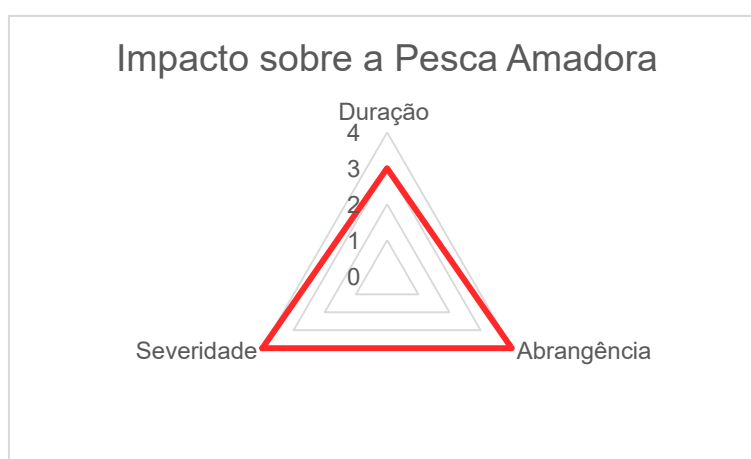 Impacto sobre a Pesca Amadora
Duração
4
3
2
1
0
Severidade
Abrangência